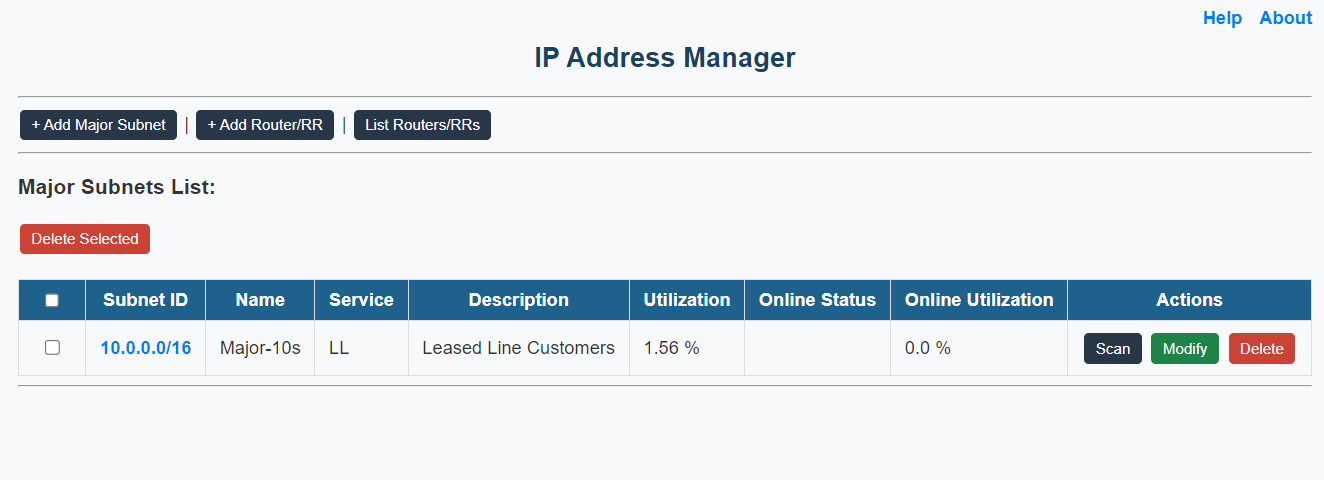 Help About
IP Address Manager
+ Add Major Subnet | + Add Router/RR | List Routers/RRs
Major Subnets List:
Delete Selected
Subnet ID Name Service Description Utilization Online Status Online Utilization Actions
10.0.0.0/16 Major-10s LL Leased Line Customers 1.56 % 0.0 % Scan Modify Delete